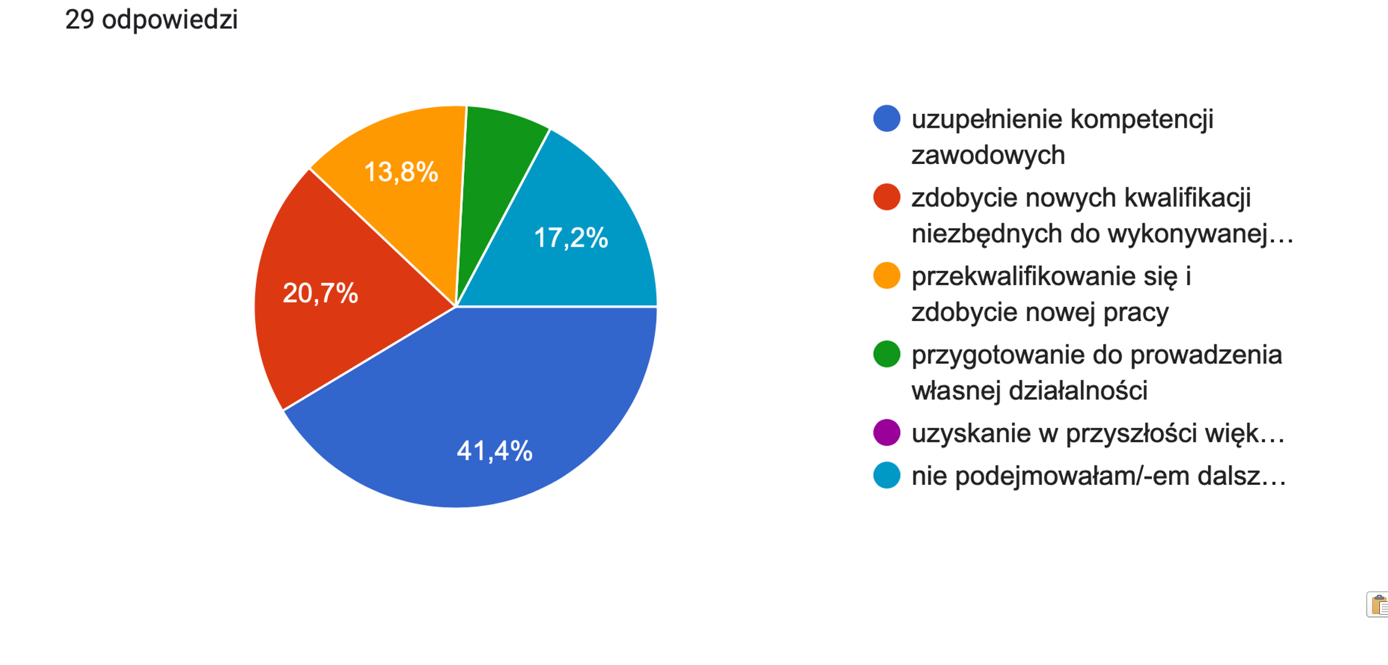 29 odpowiedzi
13,8%
17,2%
20,7%
41,4%
uzupełnienie kompetencji
zawodowych
zdobycie nowych kwalifikacji
niezbędnych do wykonywanej…
przekwalifikowanie się i
zdobycie nowej pracy
przygotowanie do prowadzenia
własnej działalności
uzyskanie w przyszłości więk…
nie podejmowałam/-em dalsz…